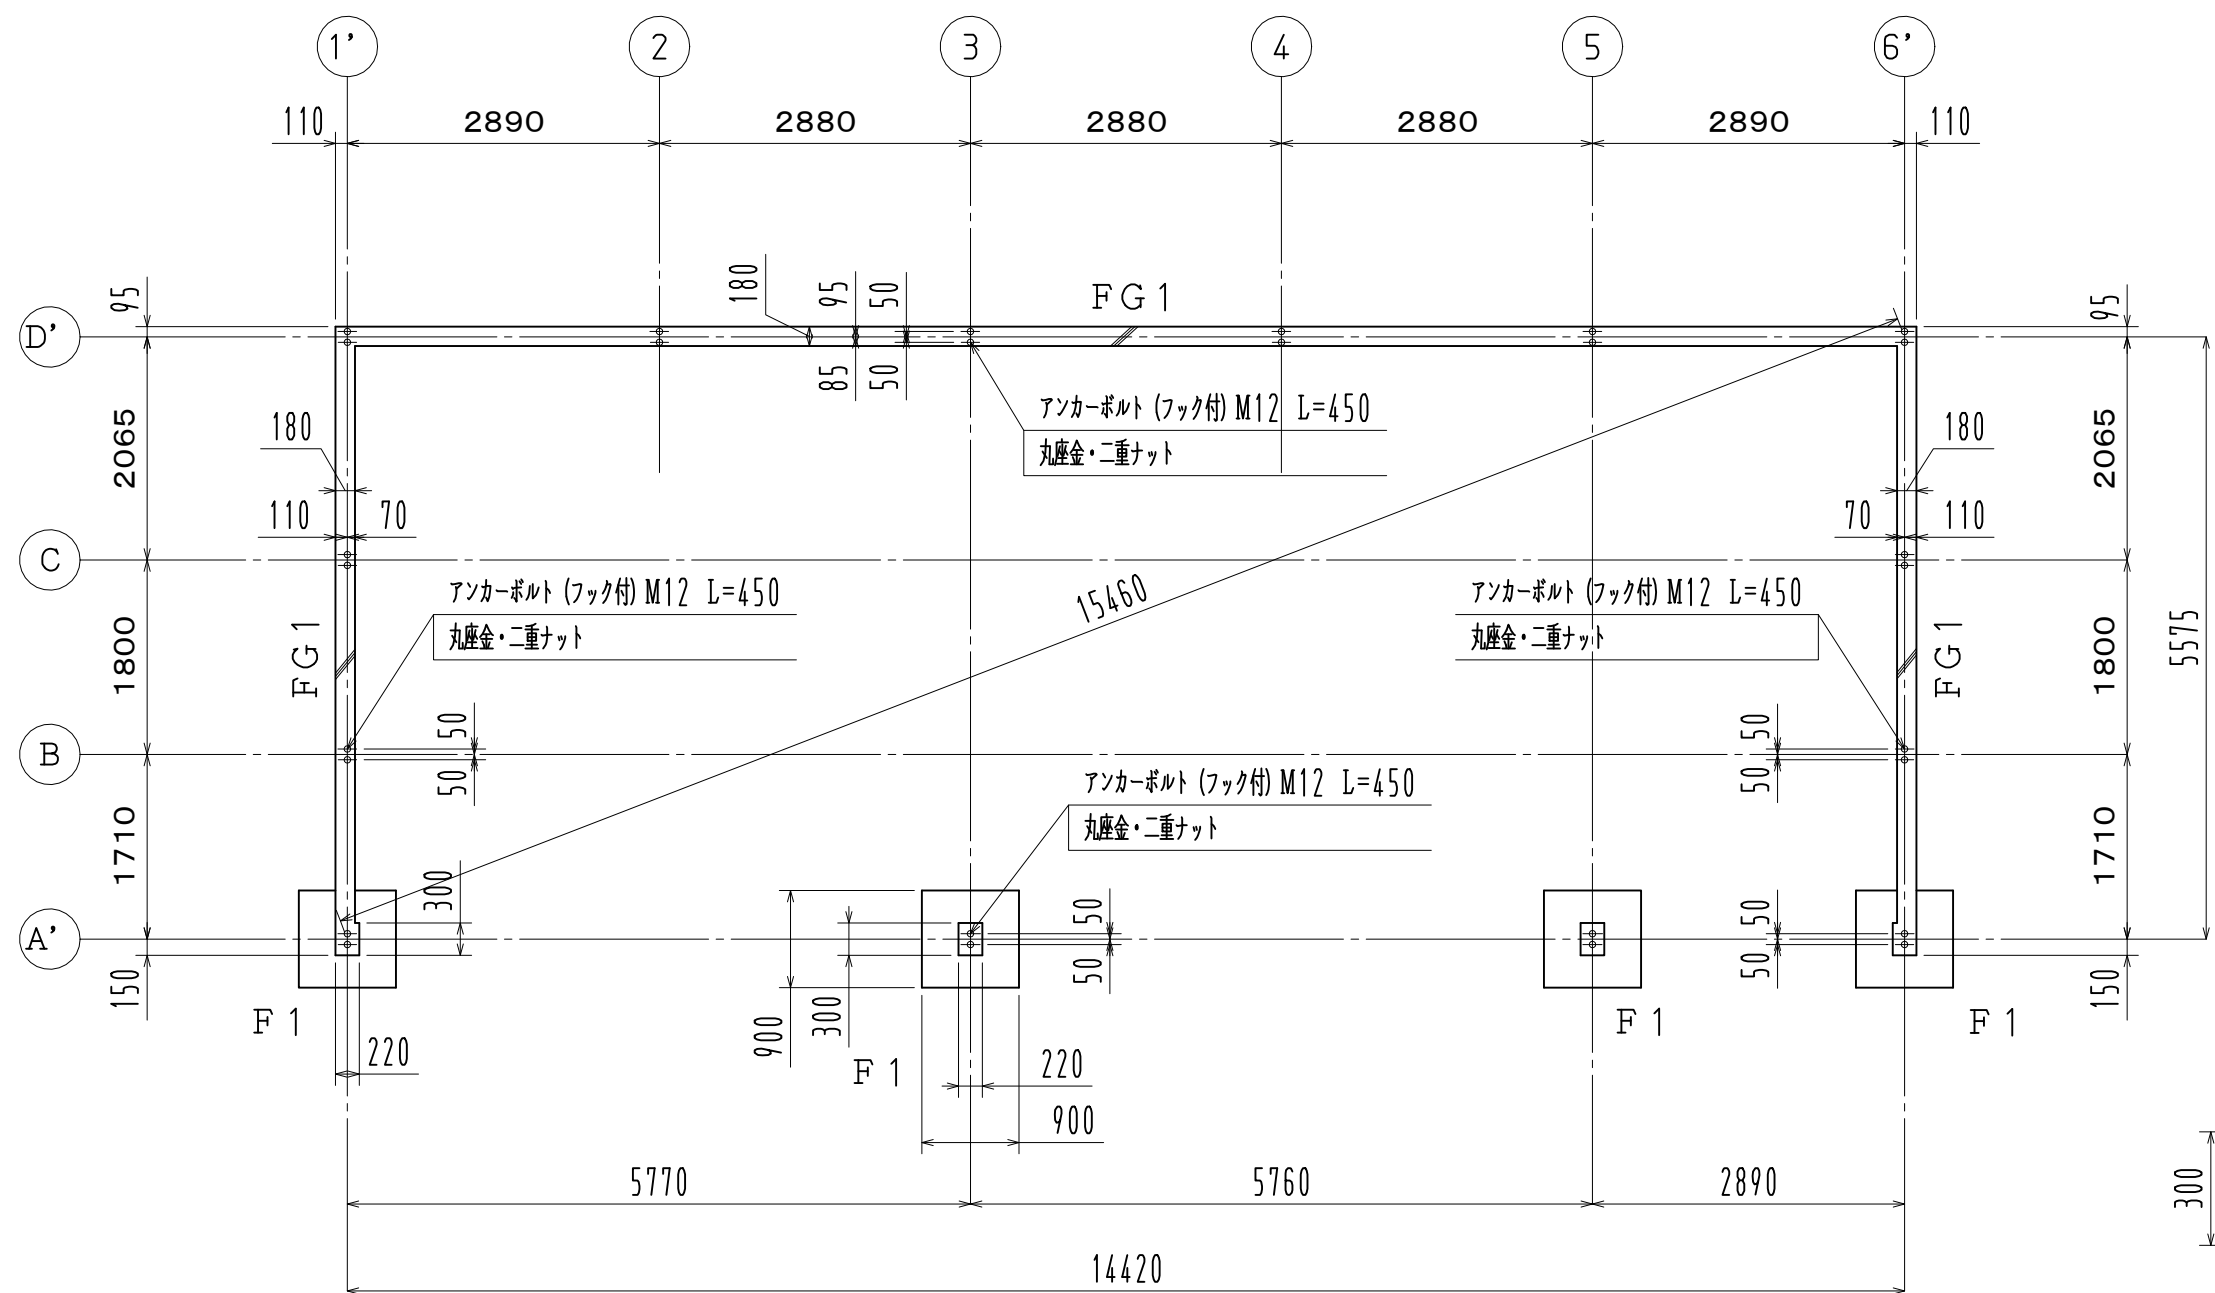 1' 2 3 4 5 6'
110 2890 2880 2880 2880 2890 110
95 180 95 50 FG1 95
D'
85 50
アンカーボルト (フック付) M12 L=450
丸座金・二重ナット
2065 180 180 2065
110 70 70 110
C
アンカーボルト (フック付) M12 L=450
丸座金・二重ナット
15460
アンカーボルト (フック付) M12 L=450
丸座金・二重ナット
1800 FG1 FG1 1800 5575
50 50
B
50 50
アンカーボルト (フック付) M12 L=450
丸座金・二重ナット
1710 300 1710
50 50
A'
150 50 50 150
F1 900 300 F1 F1
220 F1 220
900
5770 5760 2890 300
14420